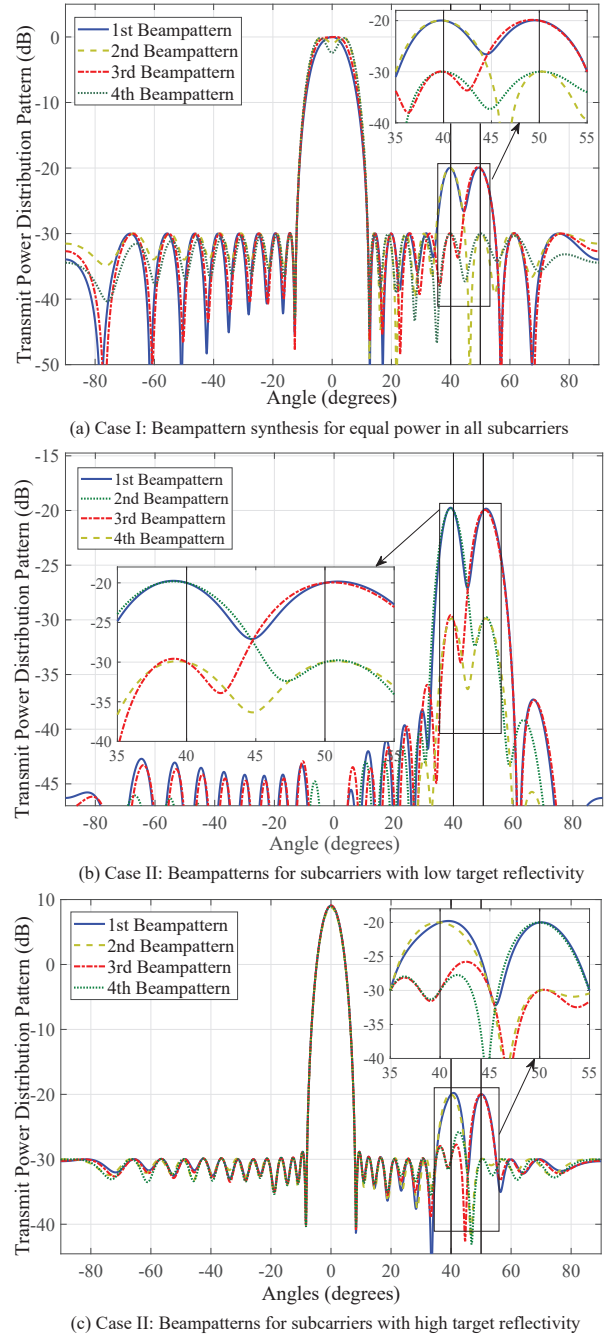 Transmit Power Distribution Pattern (dB)
0
-10
-20
-30
-40
-50
1st Beampattern
2nd Beampattern
3rd Beampattern
4th Beampattern
-20
-30
-40
35 40 45 50 55
-80 -60 -40 -20 0 20 40 60 80
Angle (degrees)
(a) Case I: Beampattern synthesis for equal power in all subcarriers
Transmit Power Distribution Pattern (dB)
-15
-20
-25
-30
-35
-40
-45
1st Beampattern
2nd Beampattern
3rd Beampattern
4th Beampattern
-20
-25
-30
-35
-40
35 40 45 50 55
-80 -60 -40 -20 0 20 40 60 80
Angle (degrees)
(b) Case II: Beampatterns for subcarriers with low target reflectivity
Transmit Power Distribution Pattern (dB)
10
0
-10
-20
-30
-40
1st Beampattern
2nd Beampattern
3rd Beampattern
4th Beampattern
-20
-25
-30
-35
-40
35 40 45 50 55
-80 -60 -40 -20 0 20 40 60 80
Angles (degrees)
(c) Case II: Beampatterns for subcarriers with high target reflectivity